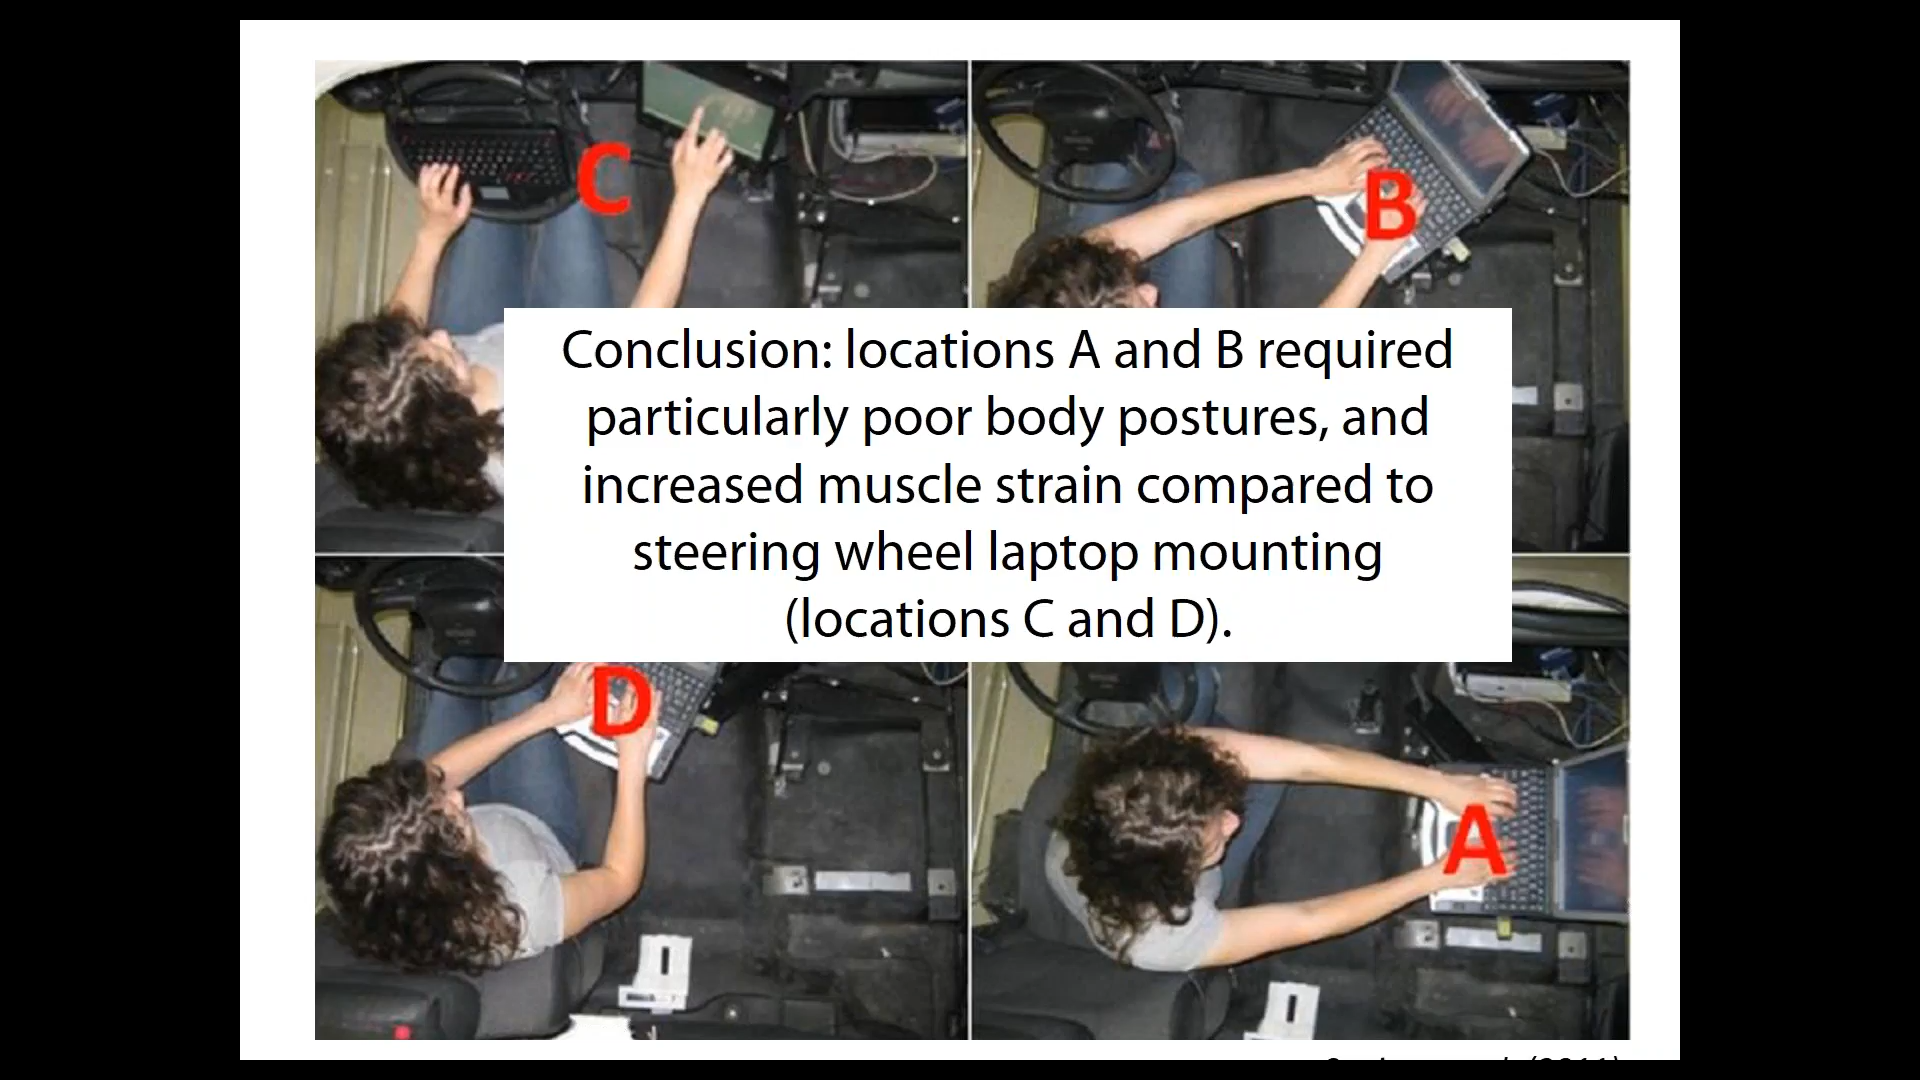 C
B
Conclusion: locations A and B required
particularly poor body postures, and
increased muscle strain compared to
steering wheel laptop mounting
(locations C and D).
D
A